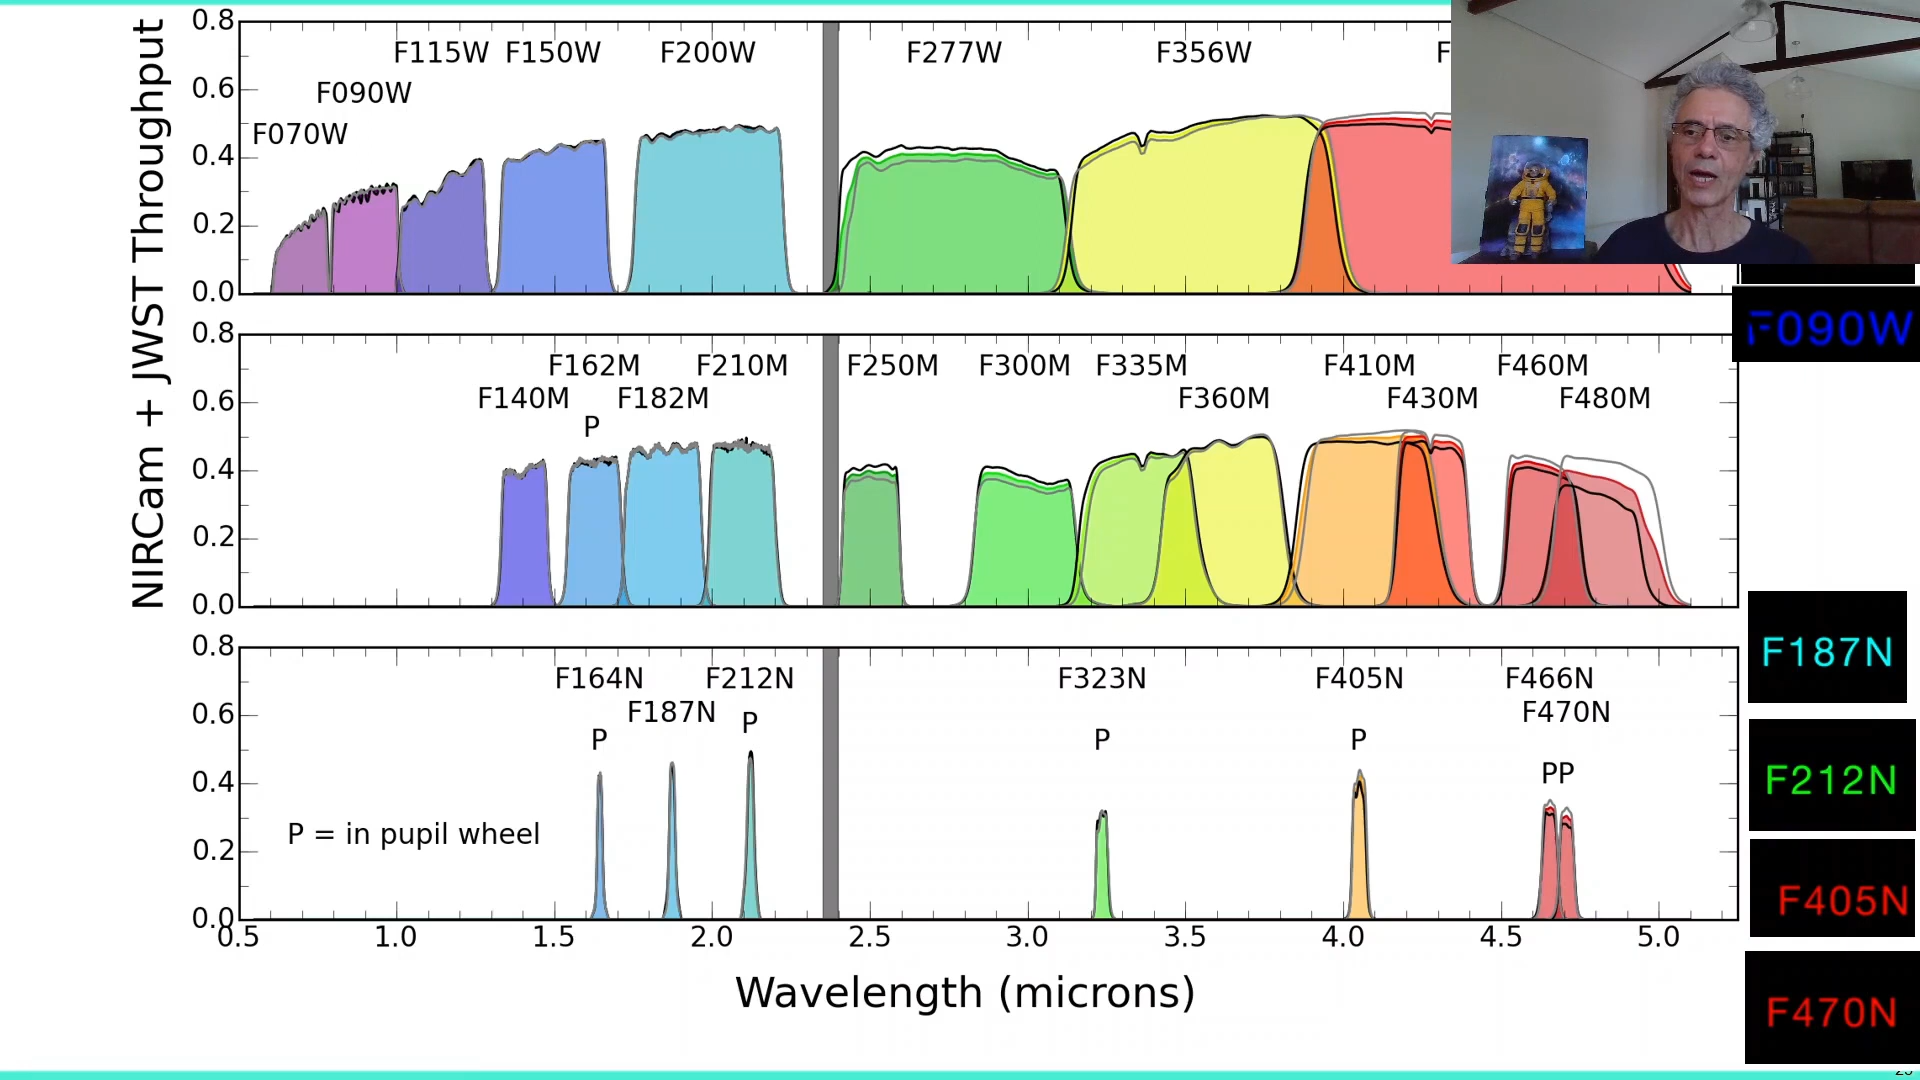 NIRCam + JWST Throughput
0.8
0.6
0.4
0.2
0.0
F115W F150W F200W F277W F356W F
F090W
F070W
F090W
0.8
0.6
0.4
0.2
0.0
F162M F210M F250M F300M F335M F410M F460M
F140M F182M F360M F430M F480M
P
0.8
0.6
0.4
0.2
0.0
F164N F212N F323N F405N F466N
F187N F470N
P P P P
PP
P = in pupil wheel
0.5 1.0 1.5 2.0 2.5 3.0 3.5 4.0 4.5 5.0
Wavelength (microns)
F187N
F212N
F405N
F470N